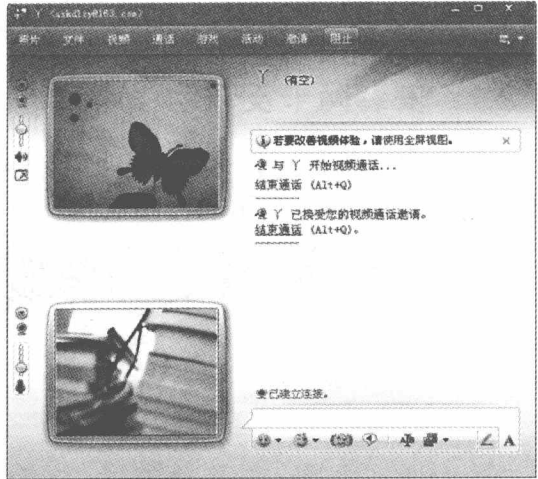 照片 文件 视频 通话 游戏 活动 邀请 阻止
丫 (有空)
若要改善视频体验，请使用全屏视图。
与 丫 开始视频通话...
结束通话 (Alt+Q)
丫 已接受您的视频通话邀请。
结束通话 (Alt+Q)。
已建立连接。
A